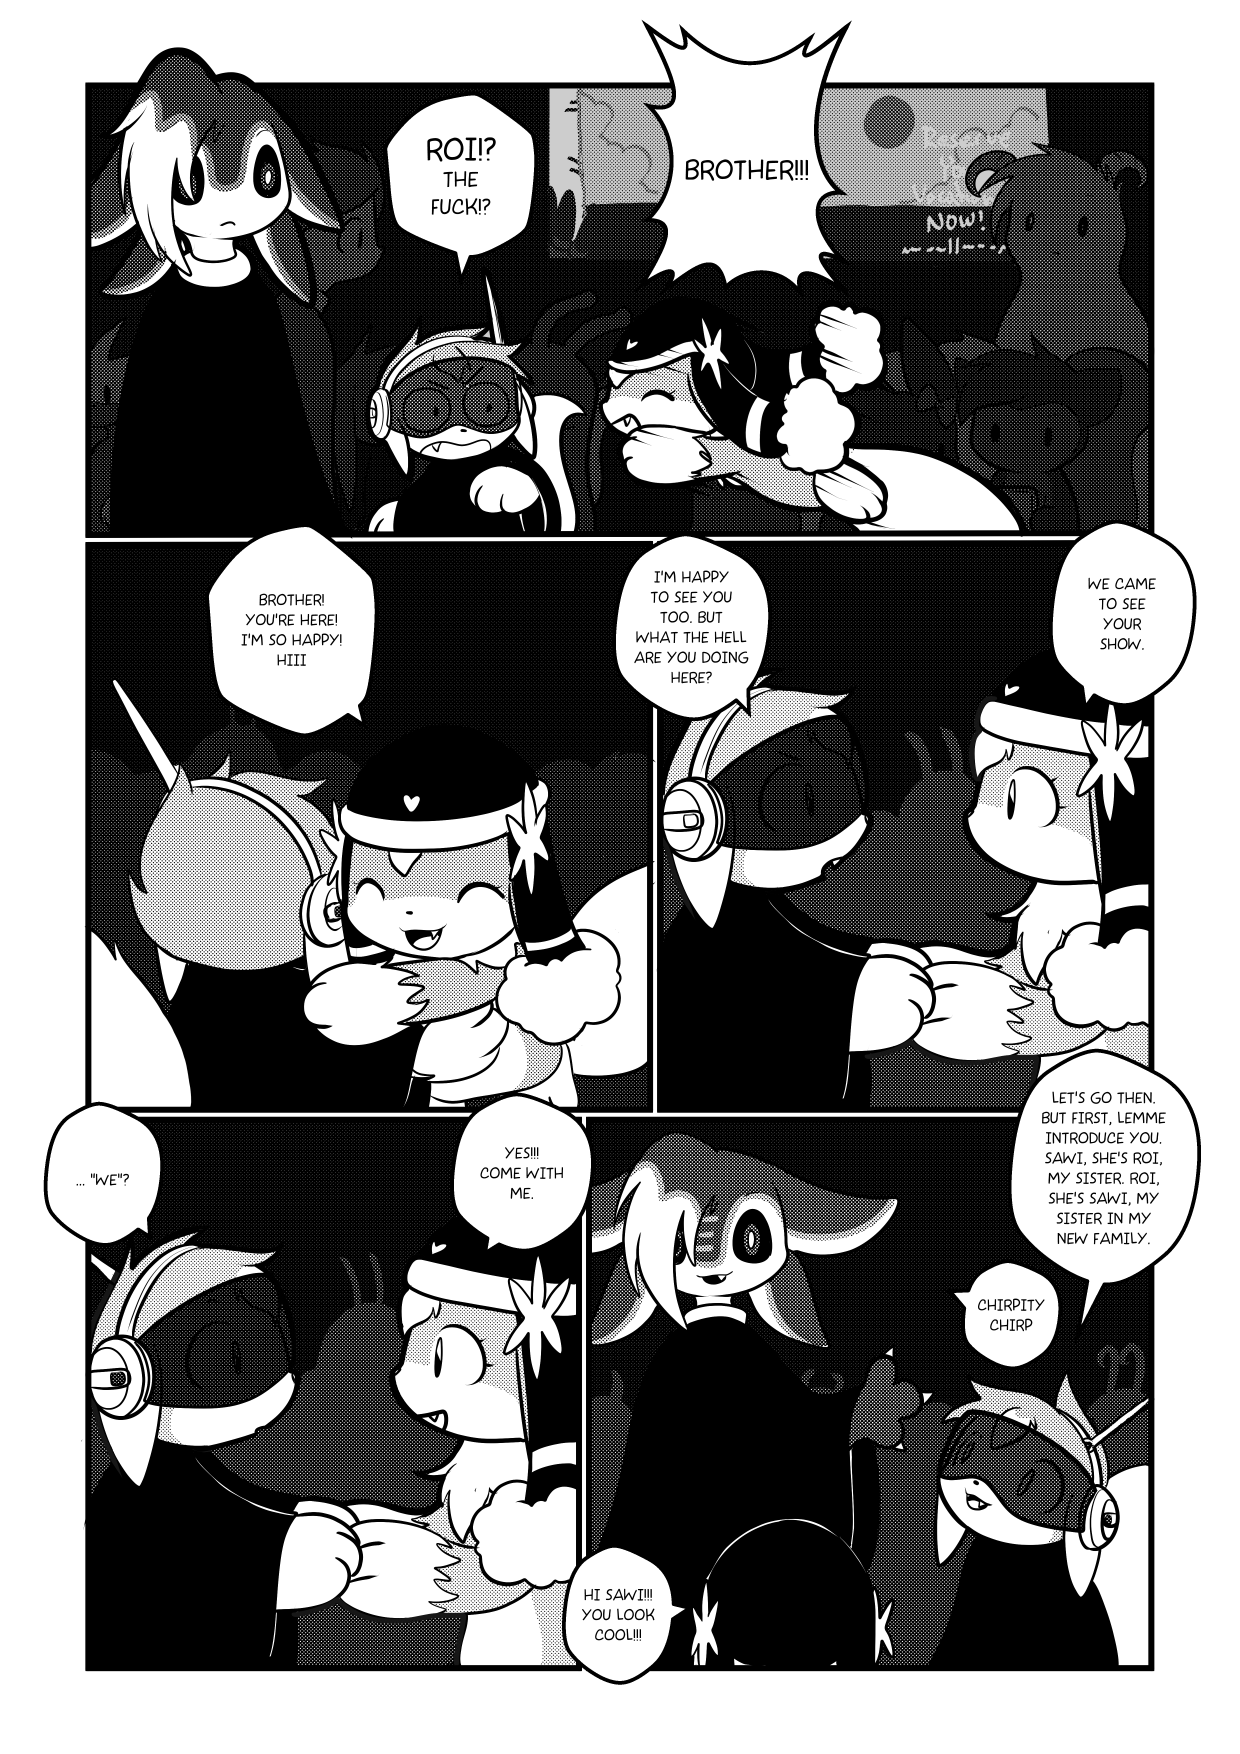 ROI!?
THE
FUCK!?
BROTHER!!!
Reserve
Now!
BROTHER!
YOU'RE HERE!
I'M SO HAPPY!
HIII
I'M HAPPY
TO SEE YOU
TOO. BUT
WHAT THE HELL
ARE YOU DOING
HERE?
WE CAME
TO SEE
YOUR
SHOW.
... "WE"?
YES!!!
COME WITH
ME.
LET'S GO THEN.
BUT FIRST, LEMME
INTRODUCE YOU.
SAWI, SHE'S ROI,
MY SISTER. ROI,
SHE'S SAWI, MY
SISTER IN MY
NEW FAMILY.
CHIRPITY
CHIRP
HI SAWI!!!
YOU LOOK
COOL!!!